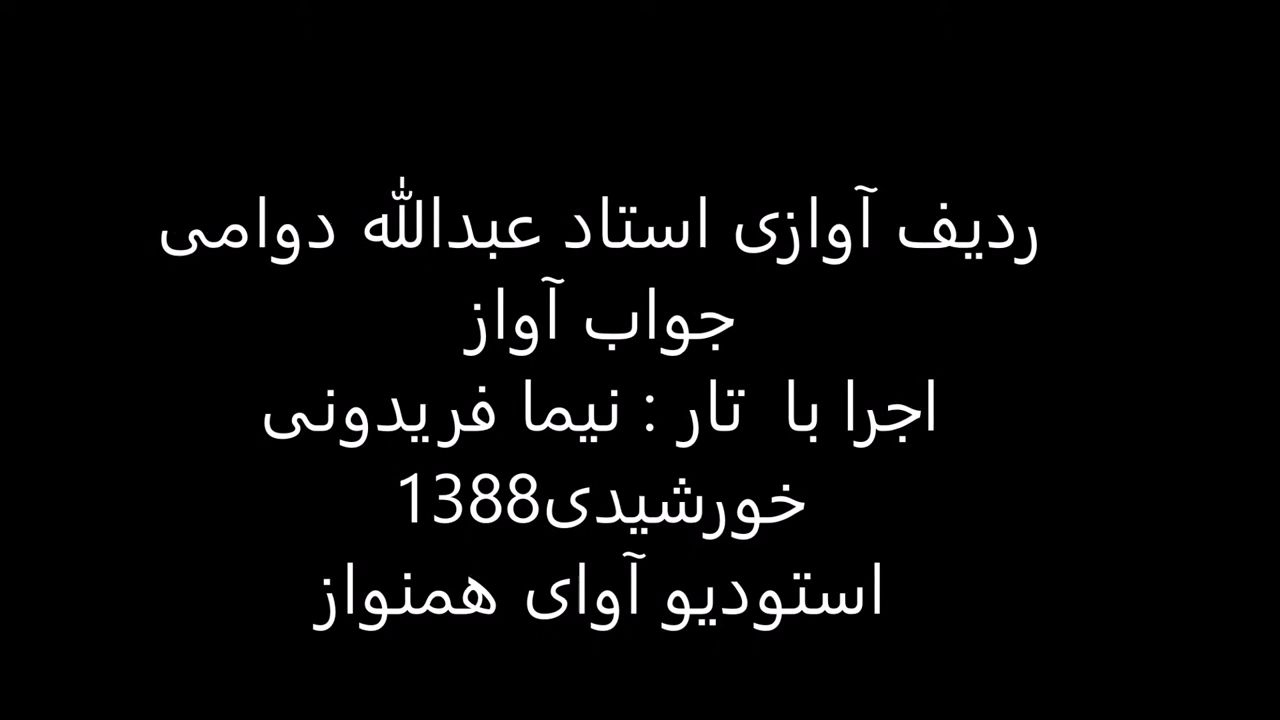 ردیف آوازی استاد عبدالله دوامی
جواب آواز
اجرا با  تار : نیما فریدونی
خورشیدی1388
استودیو آوای همنواز